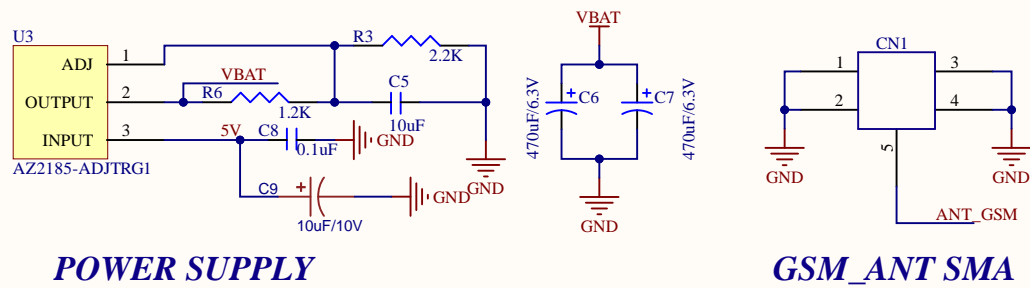 U3
ADJ
1
OUTPUT
2
INPUT
3
AZ2185-ADJTRG1
R3
2.2K
VBAT
R6
1.2K
C5
10uF
5V
C8
0.1uF
GND
GND
C9
10uF/10V
GND
POWER SUPPLY
VBAT
C6
470uF/6.3V
C7
470uF/6.3V
GND
CN1
1
2
3
4
5
GND
GND
ANT_GSM
GSM_ANT SMA